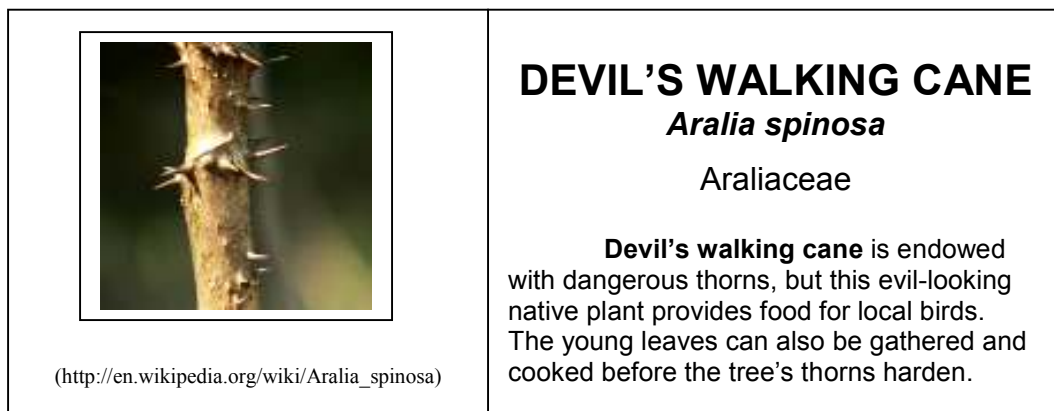 (http://en.wikipedia.org/wiki/Aralia_spinosa)
DEVIL'S WALKING CANE
Aralia spinosa
Araliaceae
Devil's walking cane is endowed
with dangerous thorns, but this evil-looking
native plant provides food for local birds.
The young leaves can also be gathered and
cooked before the tree's thorns harden.